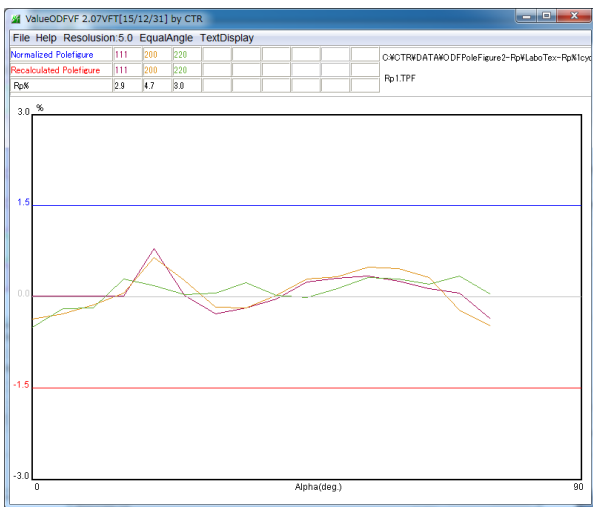 ValueODFVF 2.07VFT[15/12/31] by CTR
File Help Resolusion:5.0 EqualAngle TextDisplay
Normalized Polefigure 111 200 220
Recalculated Polefigure 111 200 220
Rp% 2.9 4.7 3.0
C:¥CTR¥DATA¥ODFPoleFigure2-Rp¥LaboTex-Rp%1cyc
Rp1.TPF
3.0 %
1.5
0.0
-1.5
-3.0
0 Alpha(deg.) 90